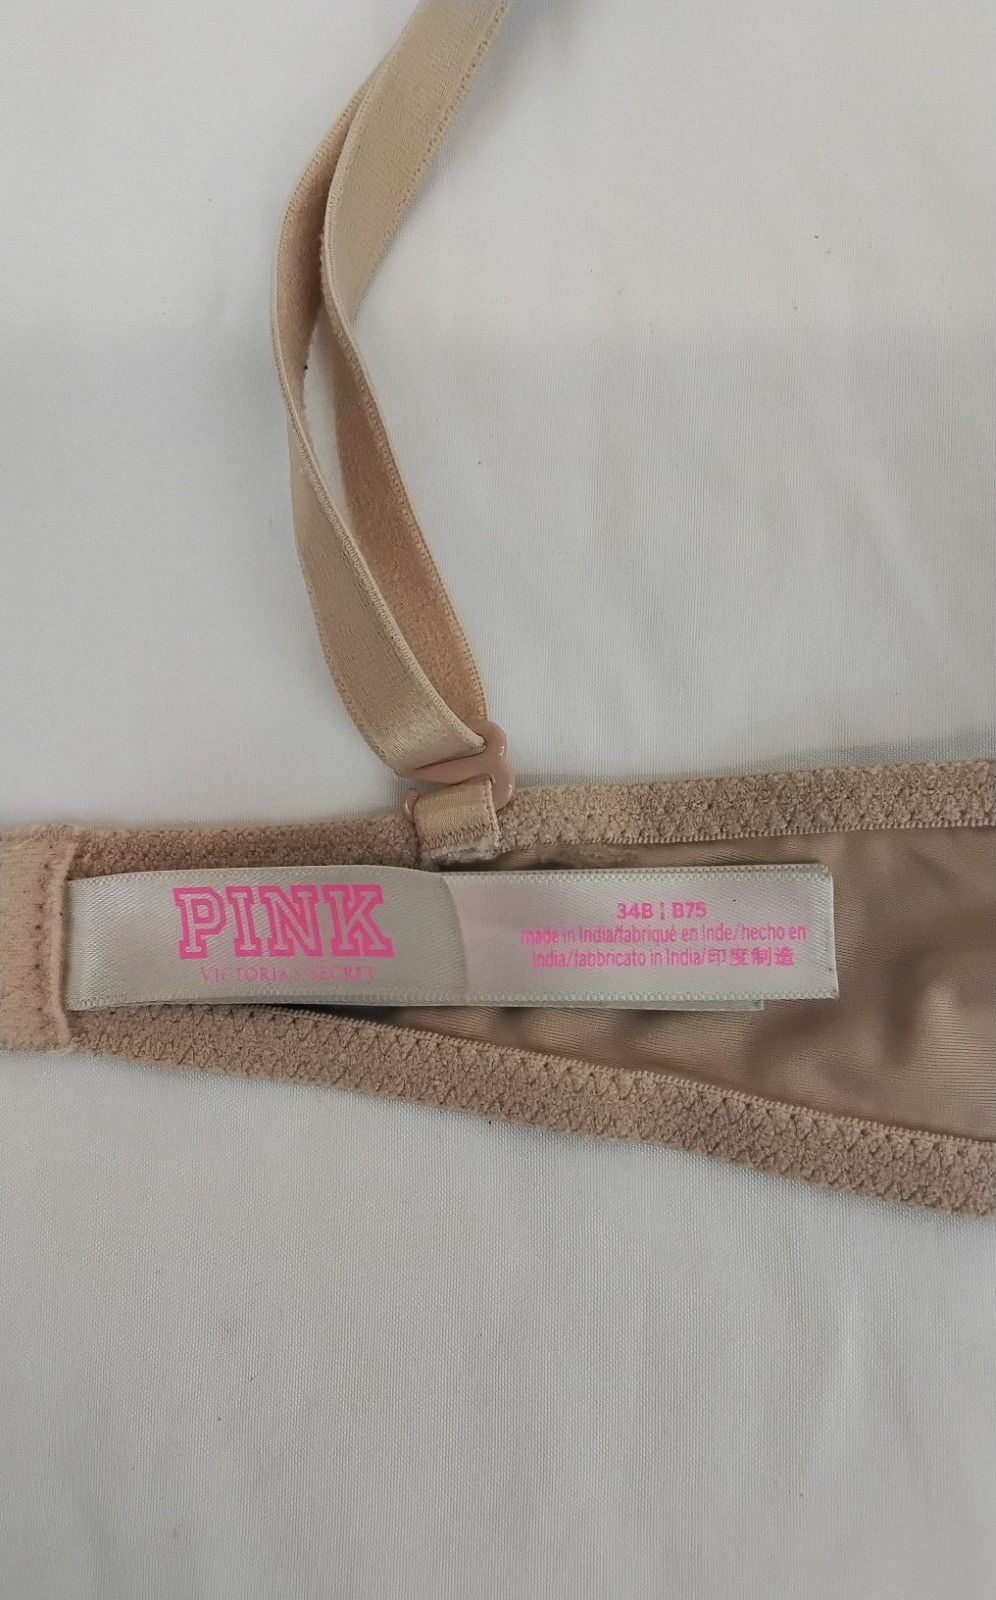 PINK
VICTORIA'S SECRET
34B | B75
made in India/fabriqué en Inde/hecho en
India/fabbricato in India/印度制造